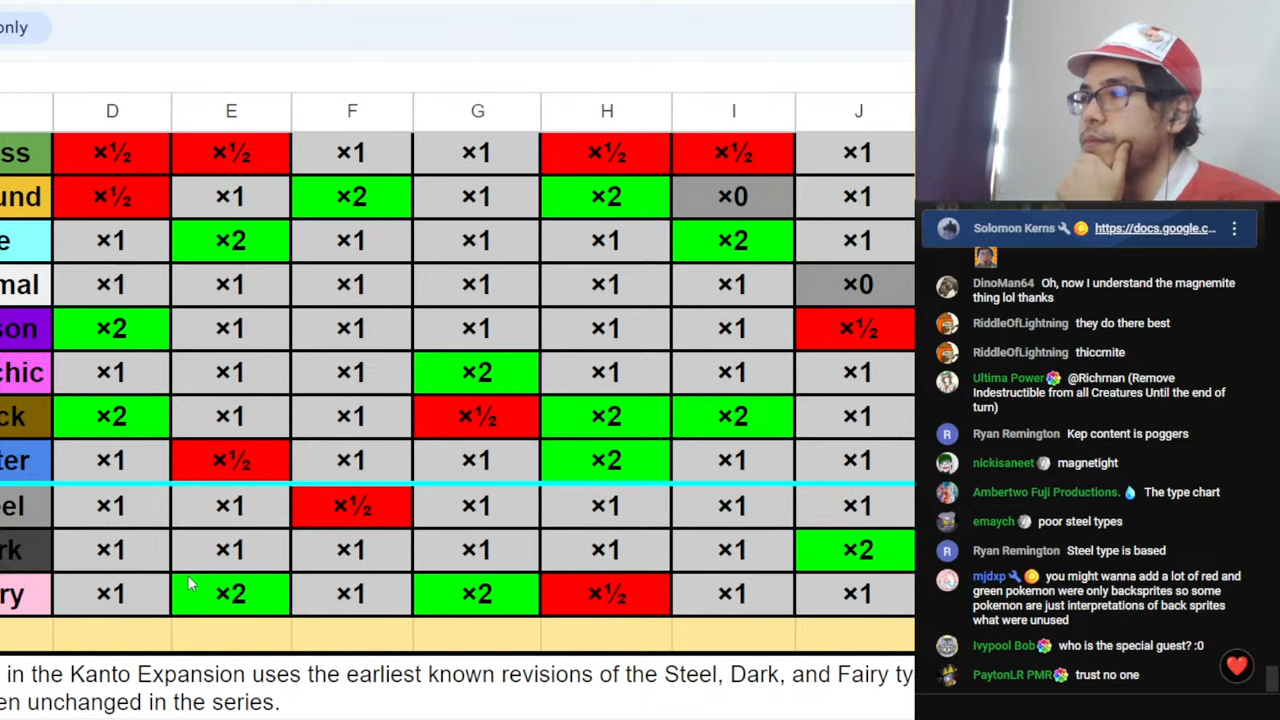 only
D E F G H I J
ss ×½ ×½ ×1 ×1 ×½ ×½ ×1
und ×½ ×1 ×2 ×1 ×2 ×0 ×1
e ×1 ×2 ×1 ×1 ×1 ×2 ×1
mal ×1 ×1 ×1 ×1 ×1 ×1 ×0
son ×2 ×1 ×1 ×1 ×1 ×1 ×½
chic ×1 ×1 ×1 ×2 ×1 ×1 ×1
ck ×2 ×1 ×1 ×½ ×2 ×2 ×1
ter ×1 ×½ ×1 ×1 ×2 ×1 ×1
eel ×1 ×1 ×½ ×1 ×1 ×1 ×1
rk ×1 ×1 ×1 ×1 ×1 ×1 ×2
ry ×1 ×2 ×1 ×2 ×½ ×1 ×1
in the Kanto Expansion uses the earliest known revisions of the Steel, Dark, and Fairy ty
en unchanged in the series.
Solomon Kerns https://docs.google.c...
DinoMan64 Oh, now I understand the magnemite
thing lol thanks
RiddleOfLightning they do there best
RiddleOfLightning thiccmite
Ultima Power @Richman (Remove
Indestructible from all Creatures Until the end of
turn)
R Ryan Remington Kep content is poggers
nickisaneet magnetight
Ambertwo Fuji Productions. The type chart
emaych poor steel types
R Ryan Remington Steel type is based
mjdxp you might wanna add a lot of red and
green pokemon were only backsprites so some
pokemon are just interpretations of back sprites
what were unused
Ivypool Bob who is the special guest? :0
PaytonLR PMR trust no one